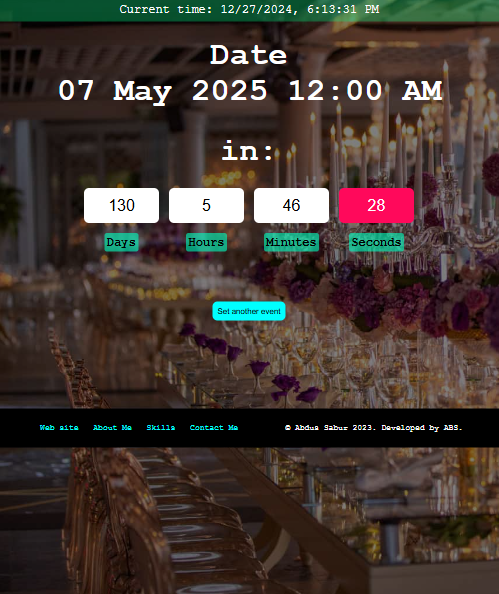 Current time: 12/27/2024, 6:13:31 PM
Date
07 May 2025 12:00 AM
in:
130 5 46 28
Days Hours Minutes Seconds
Set another event
Web site About Me Skills Contact Me © Abdus Sabur 2023. Developed by ABS.